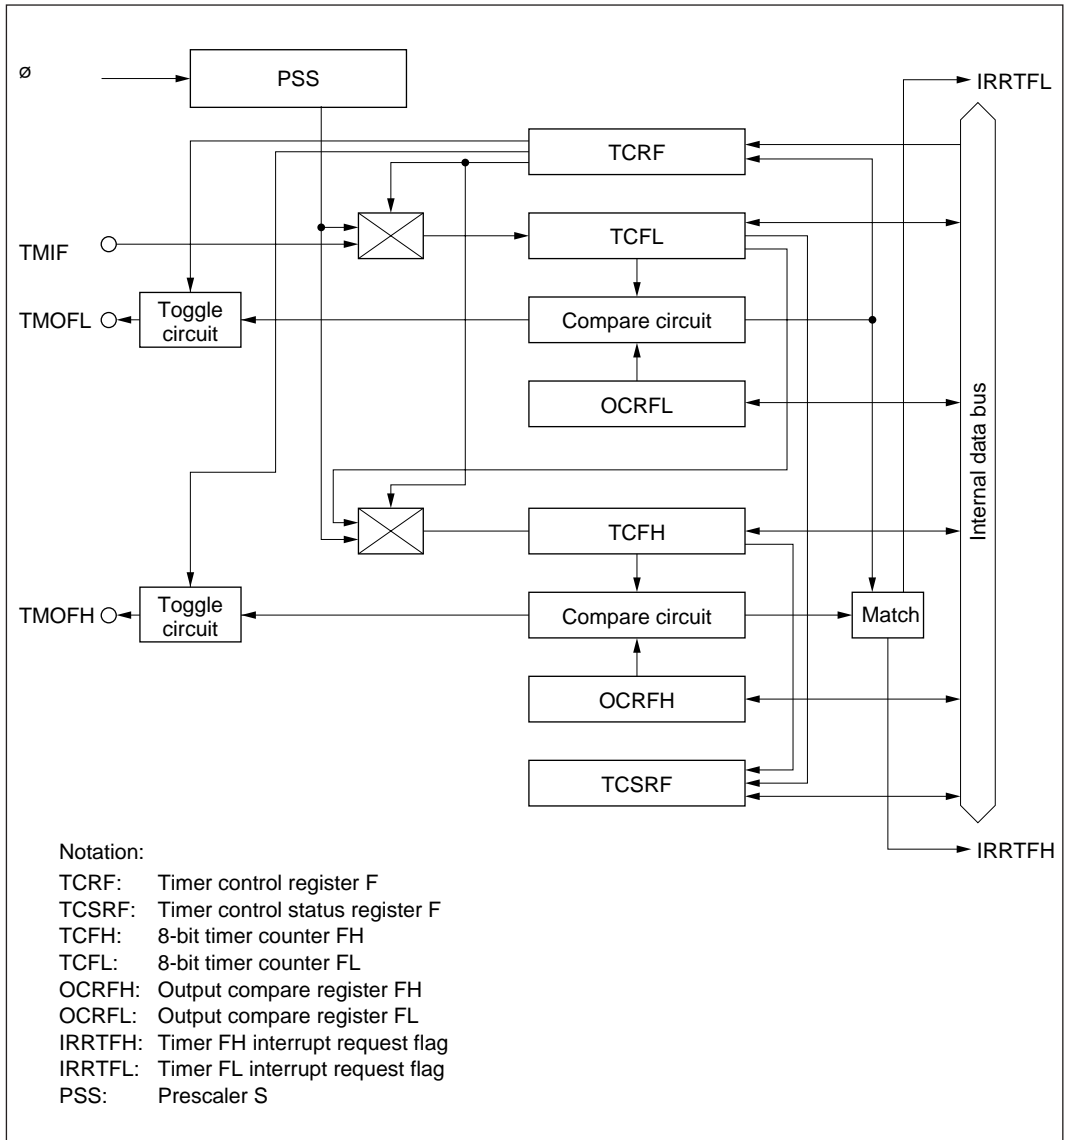 ø
PSS
IRRTFL
TCRF
TMIF
TCFL
TMOFL
Toggle
circuit
Compare circuit
OCRFL
Internal data bus
TCFH
TMOFH
Toggle
circuit
Compare circuit
Match
OCRFH
TCSRF
IRRTFH
Notation:
TCRF: Timer control register F
TCSRF: Timer control status register F
TCFH: 8-bit timer counter FH
TCFL: 8-bit timer counter FL
OCRFH: Output compare register FH
OCRFL: Output compare register FL
IRRTFH: Timer FH interrupt request flag
IRRTFL: Timer FL interrupt request flag
PSS: Prescaler S